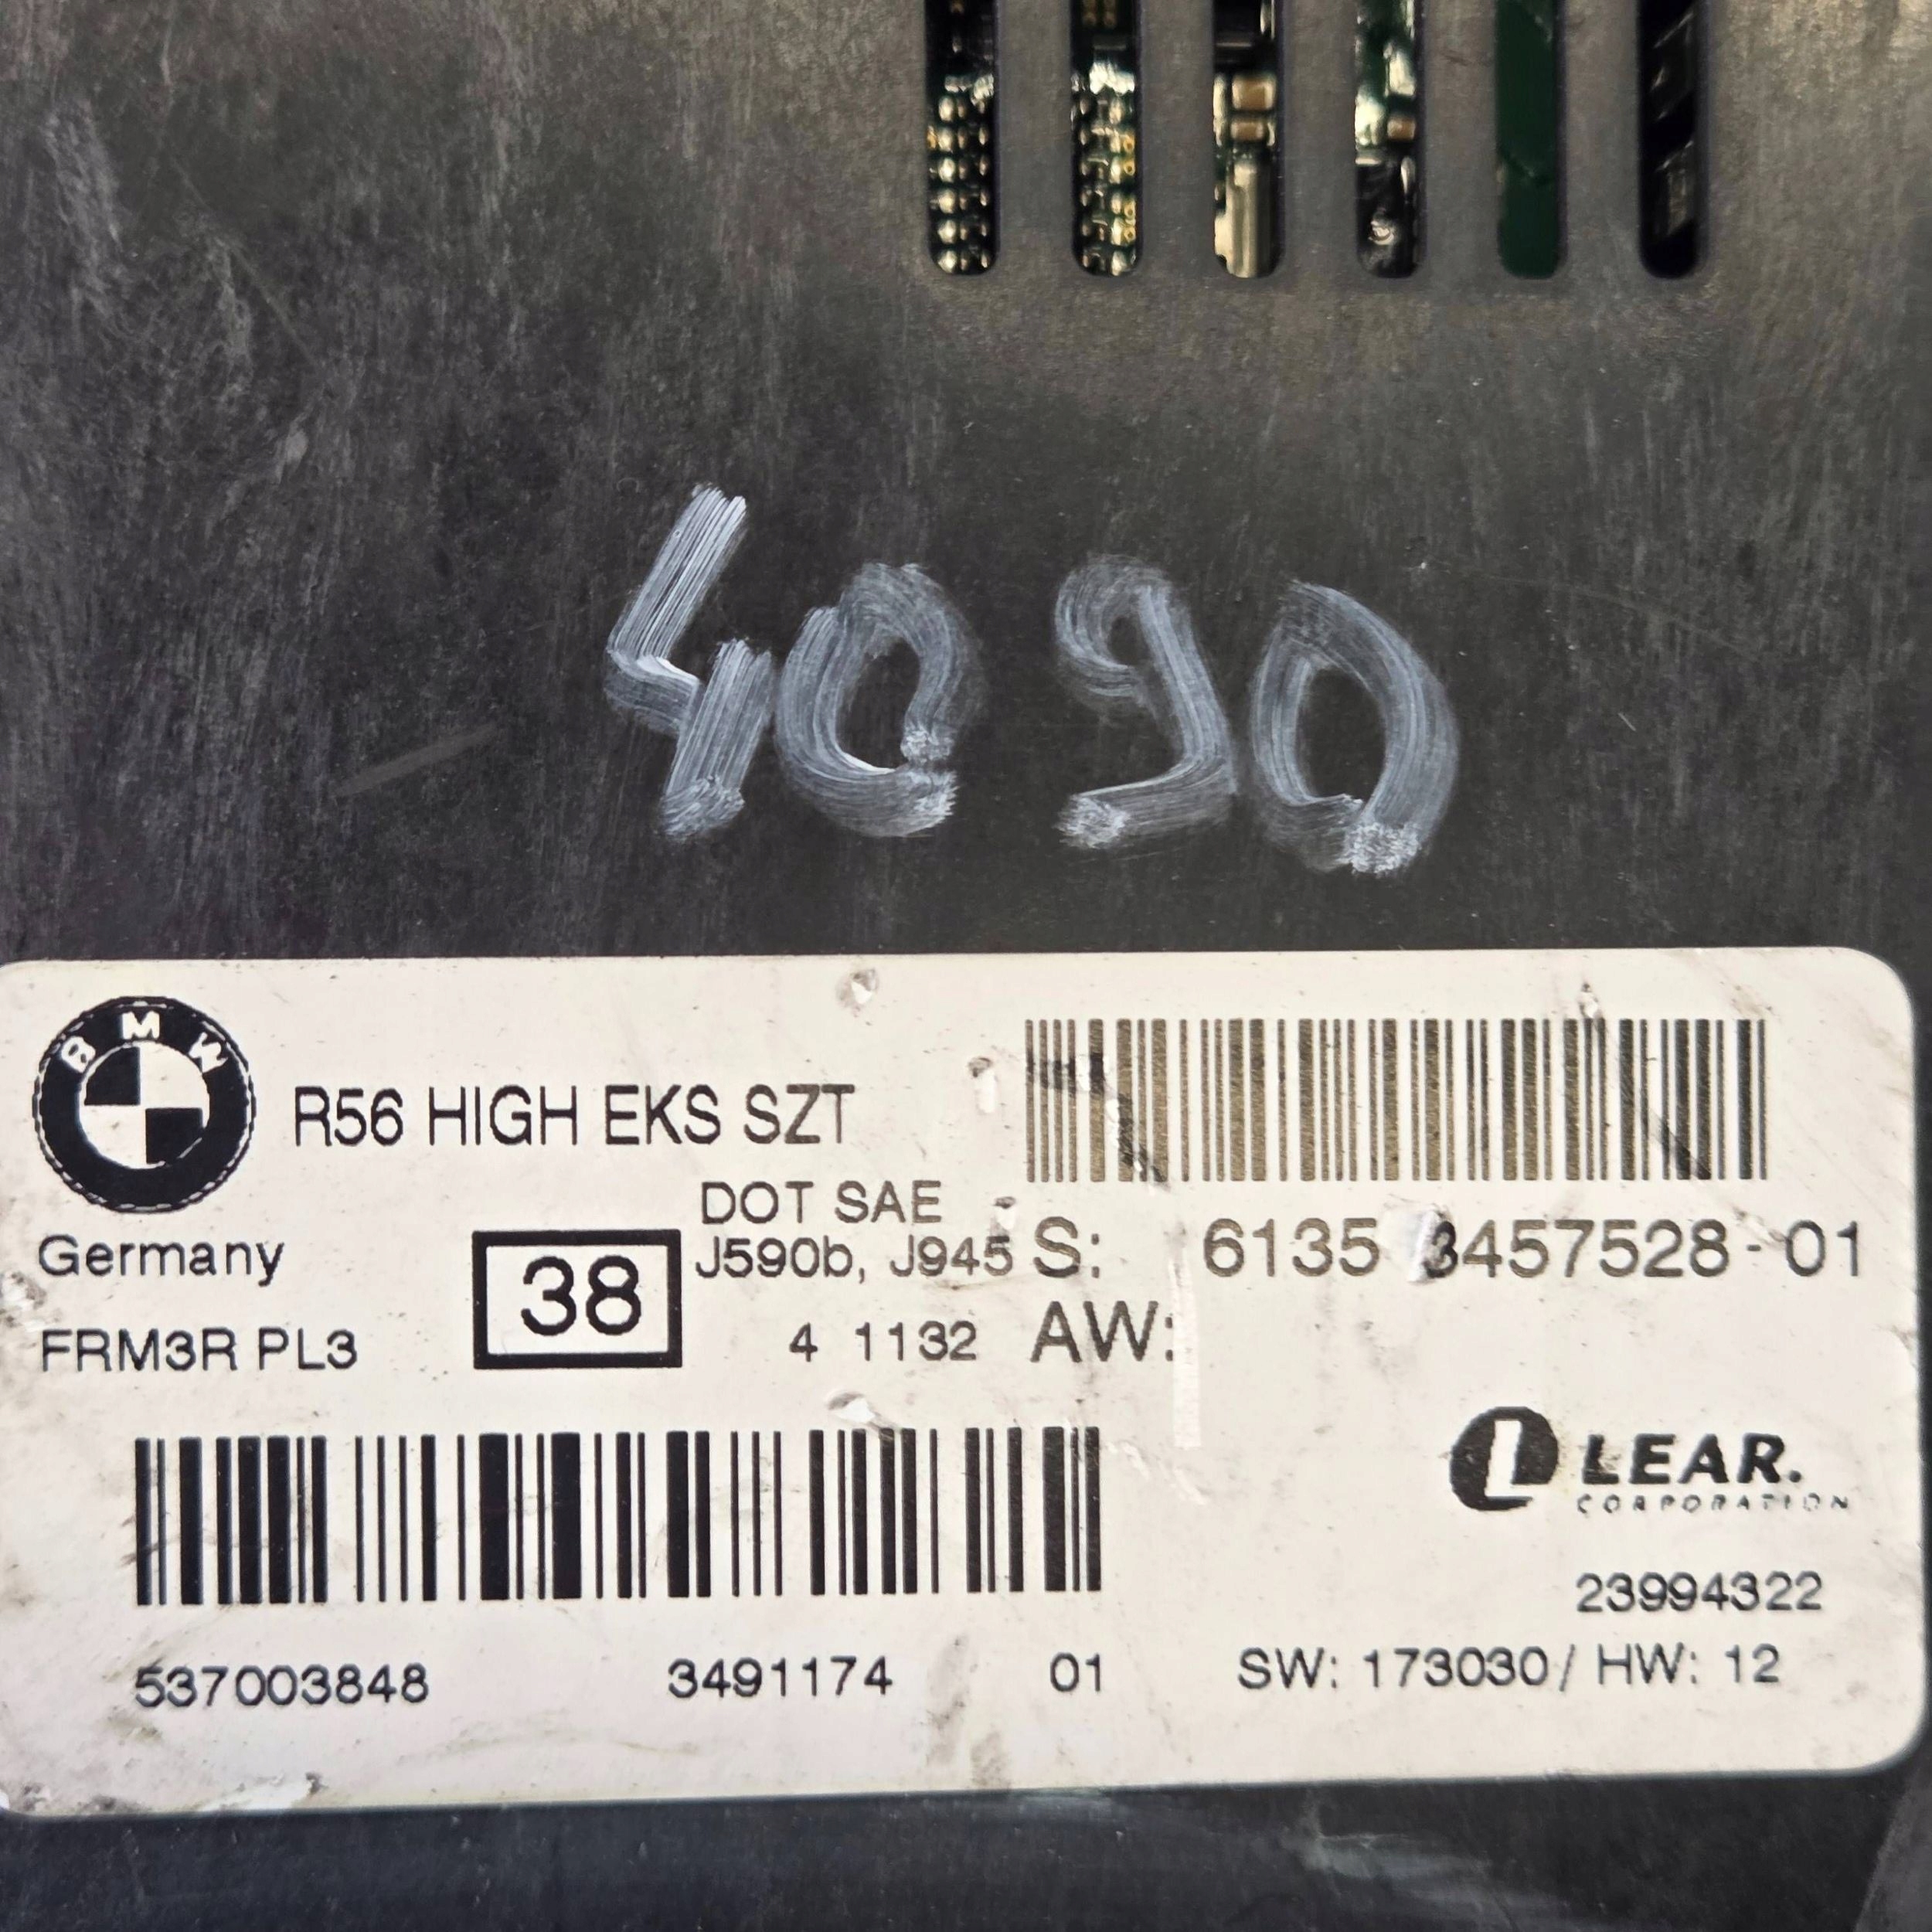 4090
BMW
R56 HIGH EKS SZT
DOT SAE
Germany
38
J590b, J945
S: 6135 3457528-01
FRM3R PL3
4 1132
AW:
LEAR.
CORPORATION
23994322
537003848 3491174 01
SW: 173030/ HW: 12